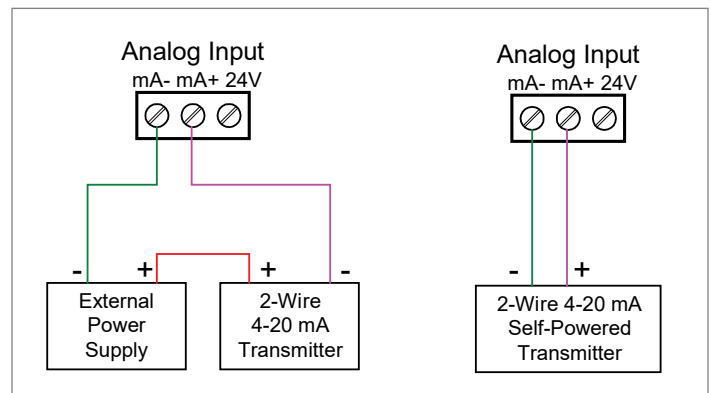 Analog Input
mA- mA+ 24V
- + + -
External
Power
Supply
2-Wire
4-20 mA
Transmitter
Analog Input
mA- mA+ 24V
- +
2-Wire 4-20 mA
Self-Powered
Transmitter